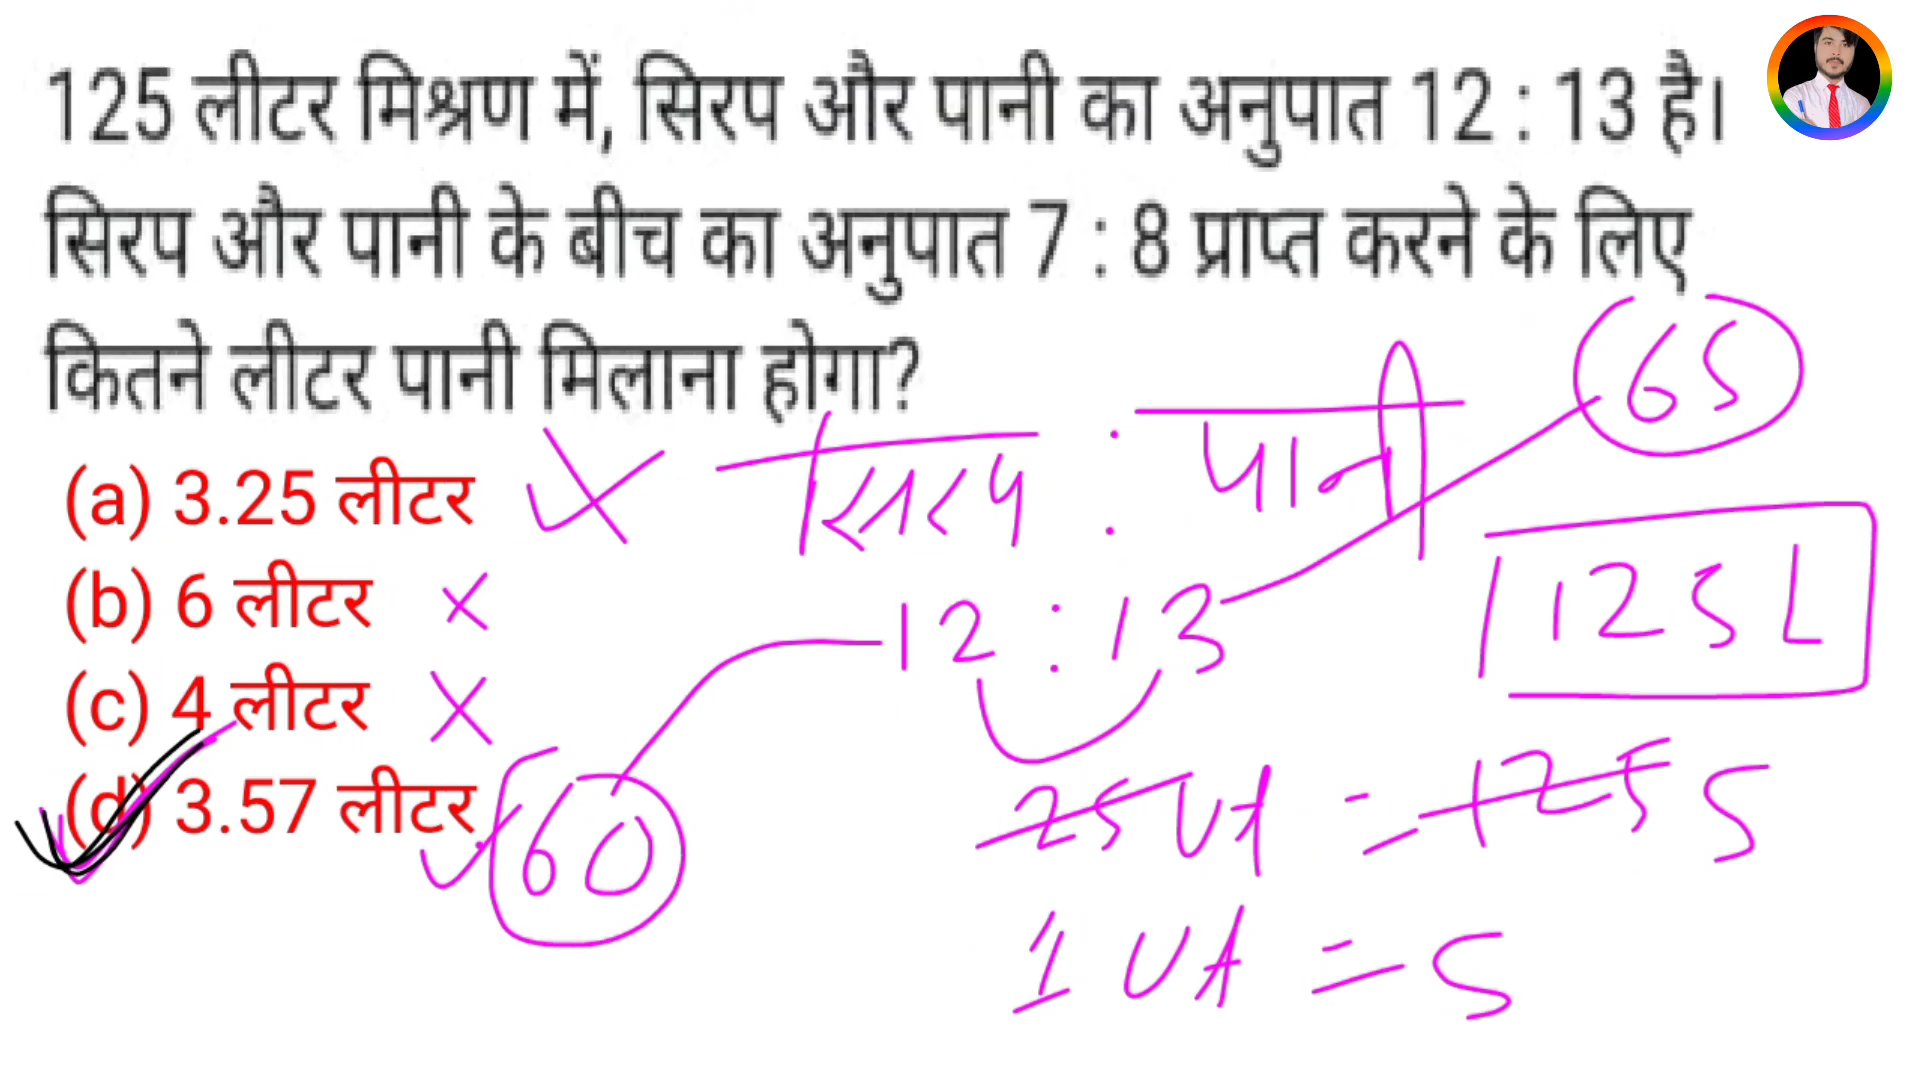 125 लीटर मिश्रण में, सिरप और पानी का अनुपात 12 : 13 है।
सिरप और पानी के बीच का अनुपात 7 : 8 प्राप्त करने के लिए
कितने लीटर पानी मिलाना होगा?
65
(a) 3.25 लीटर
सिरप : पानी
(b) 6 लीटर
12 : 13
125 L
(c) 4 लीटर
(d) 3.57 लीटर
60
25 = 125 5
1 = 5